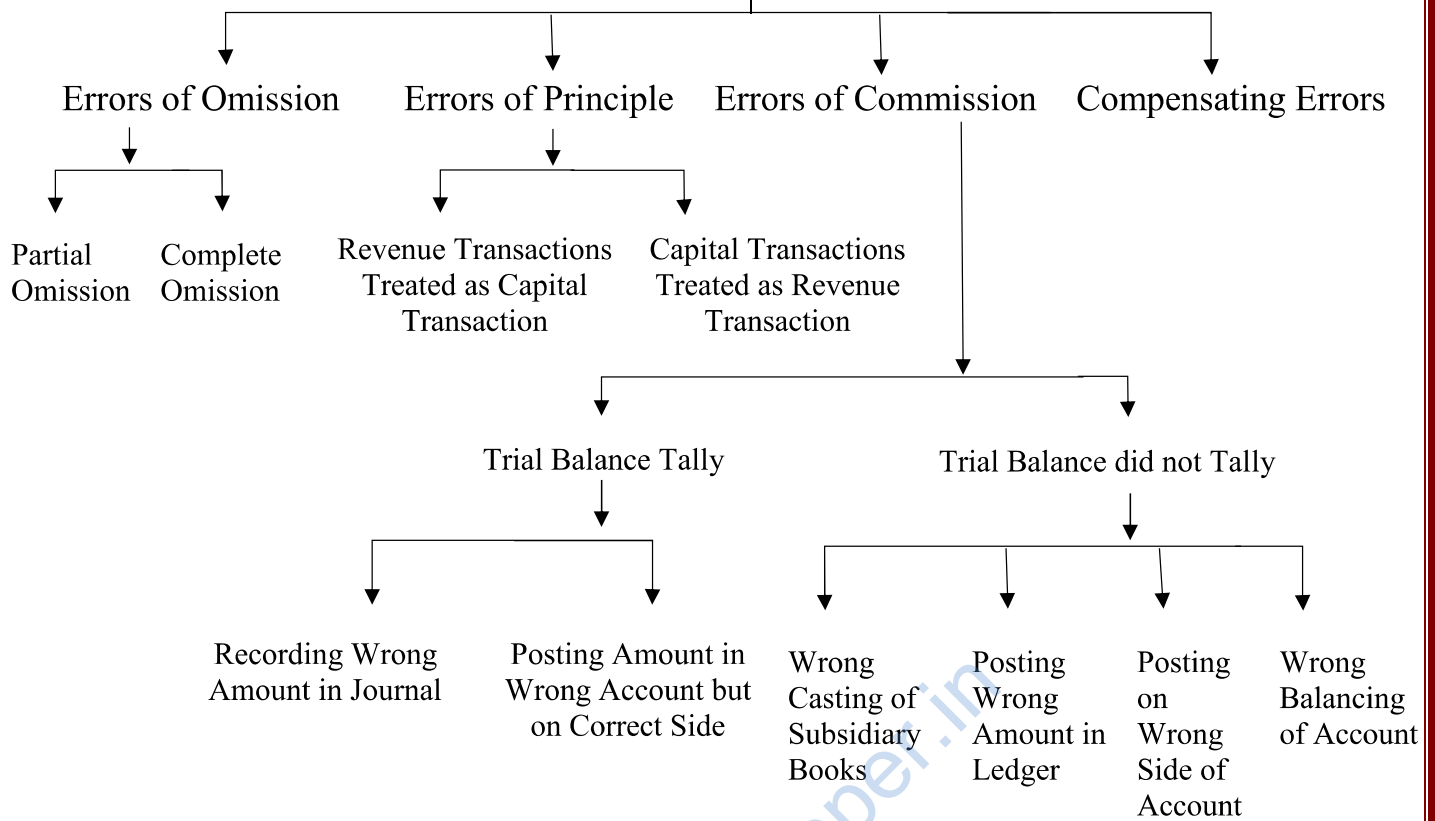 Errors of Omission
Errors of Principle
Errors of Commission
Compensating Errors
Partial
Omission
Complete
Omission
Revenue Transactions
Treated as Capital
Transaction
Capital Transactions
Treated as Revenue
Transaction
Trial Balance Tally
Trial Balance did not Tally
Recording Wrong
Amount in Journal
Posting Amount in
Wrong Account but
on Correct Side
Wrong
Casting of
Subsidiary
Books
Posting
Wrong
Amount in
Ledger
Posting
on
Wrong
Side of
Account
Wrong
Balancing
of Account